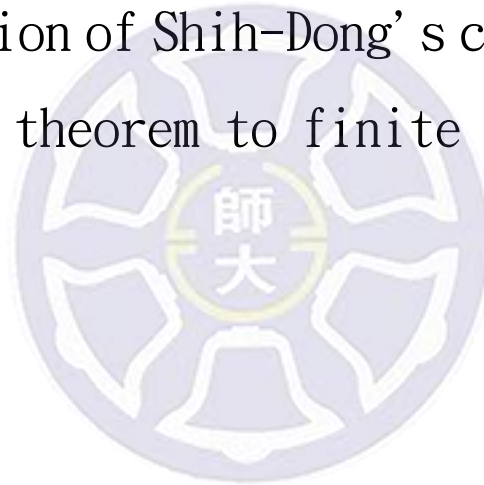 ion of Shih-Dong's c
theorem to finite
師
大